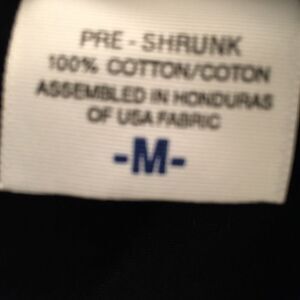 PRE-SHRUNK
100% COTTON/COTON
ASSEMBLED IN HONDURAS
OF USA FABRIC
-M-